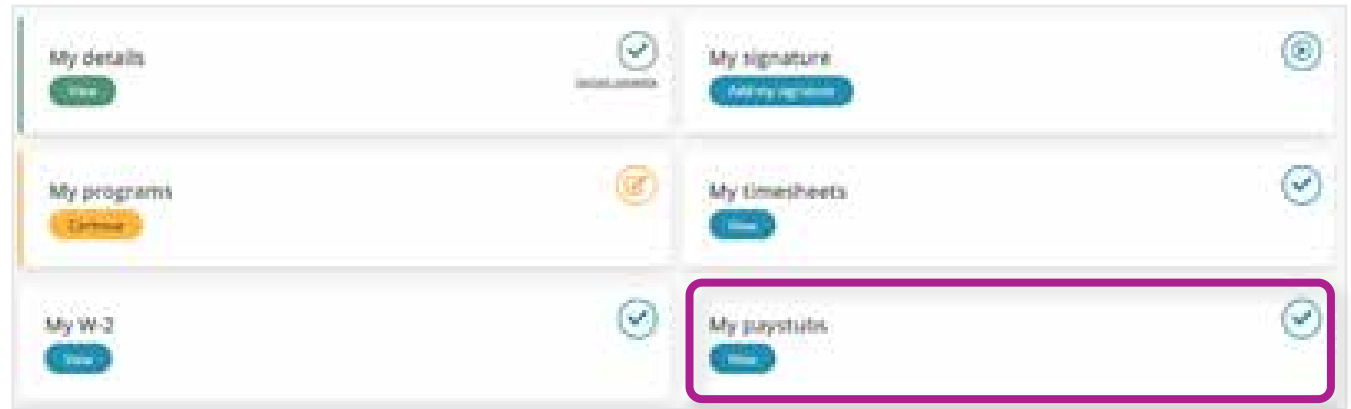 My details
View
My signature
Add my signature
My programs
Continue
My timesheets
View
My W-2
View
My paystubs
View